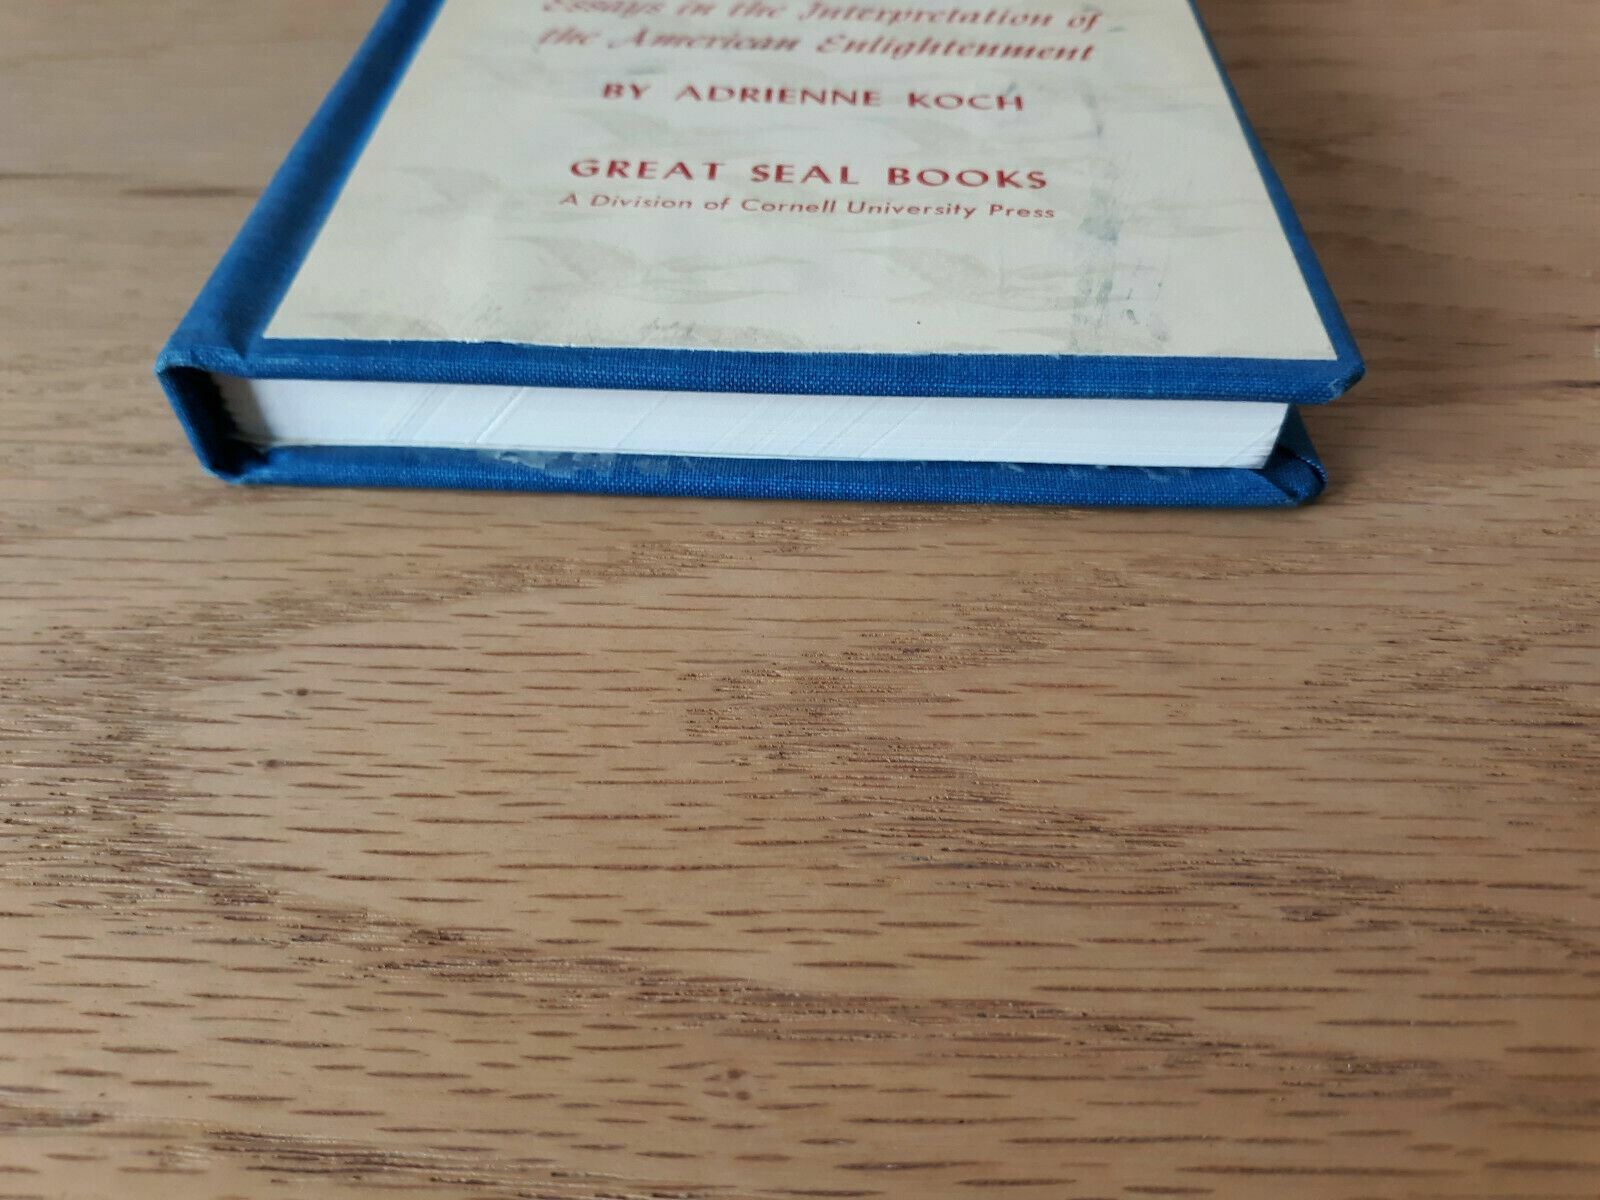 Essays in the Interpretation of
the American Enlightenment
BY ADRIENNE KOCH
GREAT SEAL BOOKS
A Division of Cornell University Press